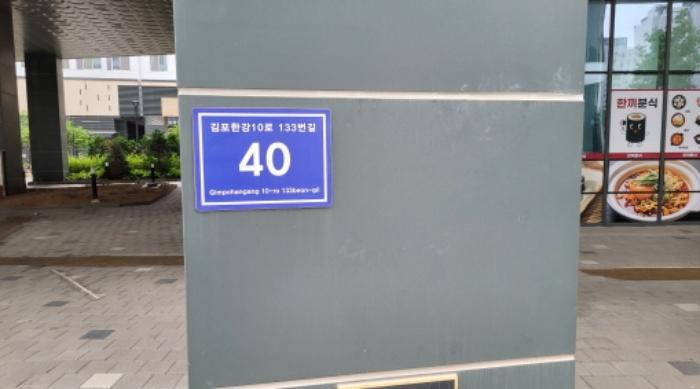 김포한강10로 133번길
40
Gimpohangang 10-ro 133beon-gil
한끼분식